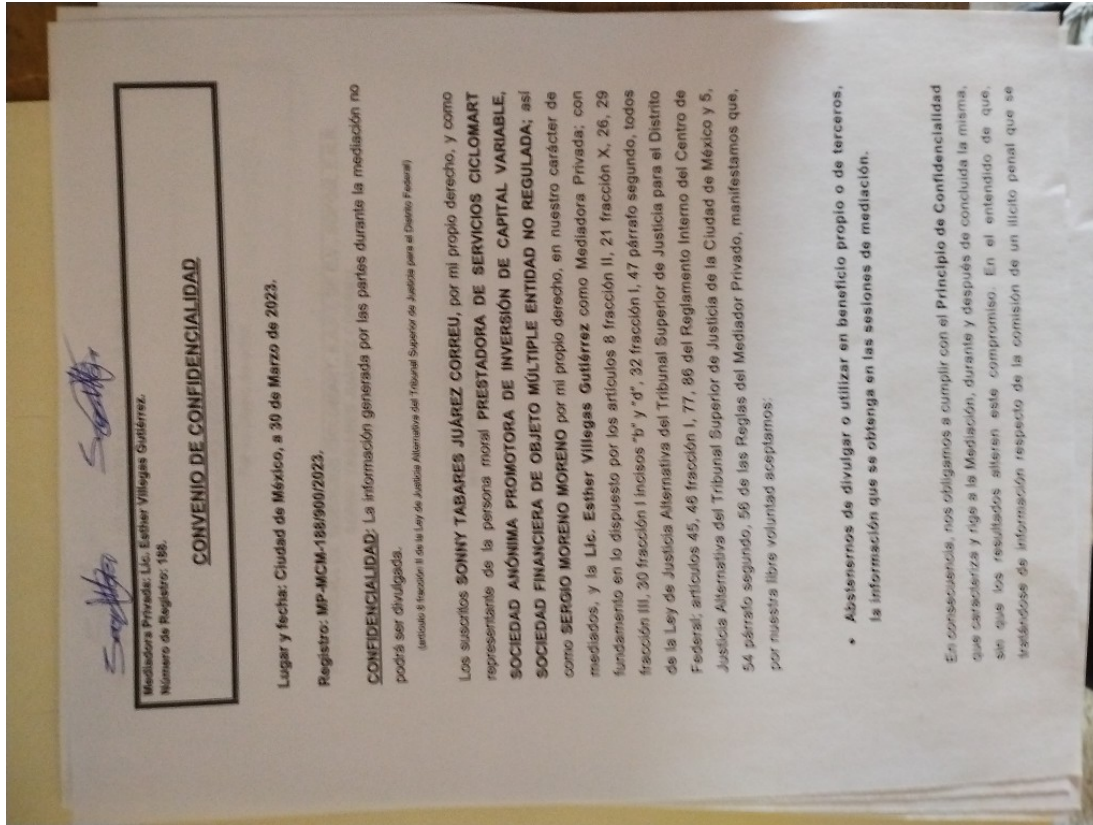 Mediadora Privada: Lic. Esther Villegas Gutiérrez.
Número de Registro: 188.
CONVENIO DE CONFIDENCIALIDAD
Lugar y fecha: Ciudad de México, a 30 de Marzo de 2023.
Registro: MP-MCM-188/900/2023.
CONFIDENCIALIDAD: La información generada por las partes durante la mediación no
podrá ser divulgada.
(artículo 8 fracción II de la Ley de Justicia Alternativa del Tribunal Superior de Justicia para el Distrito Federal)
Los suscritos SONNY TABARES JUÁREZ CORREU, por mi propio derecho, y como
representante de la persona moral PRESTADORA DE SERVICIOS CICLOMART
SOCIEDAD ANÓNIMA PROMOTORA DE INVERSIÓN DE CAPITAL VARIABLE,
SOCIEDAD FINANCIERA DE OBJETO MÚLTIPLE ENTIDAD NO REGULADA; así
como SERGIO MORENO MORENO por mi propio derecho, en nuestro carácter de
mediados, y la Lic. Esther Villegas Gutiérrez como Mediadora Privada; con
fundamento en lo dispuesto por los artículos 8 fracción II, 21 fracción X, 26, 29
fracción III, 30 fracción I incisos "b" y "d", 32 fracción I, 47 párrafo segundo, todos
de la Ley de Justicia Alternativa del Tribunal Superior de Justicia para el Distrito
Federal; artículos 45, 46 fracción I, 77, 86 del Reglamento Interno del Centro de
Justicia Alternativa del Tribunal Superior de Justicia de la Ciudad de México y 5,
54 párrafo segundo, 56 de las Reglas del Mediador Privado, manifestamos que,
por nuestra libre voluntad aceptamos:
• Abstenernos de divulgar o utilizar en beneficio propio o de terceros,
la información que se obtenga en las sesiones de mediación.
En consecuencia, nos obligamos a cumplir con el Principio de Confidencialidad
que caracteriza y rige a la Mediación, durante y después de concluida la misma,
sin que los resultados alteren este compromiso. En el entendido de que,
tratándose de información respecto de la comisión de un ilícito penal que se